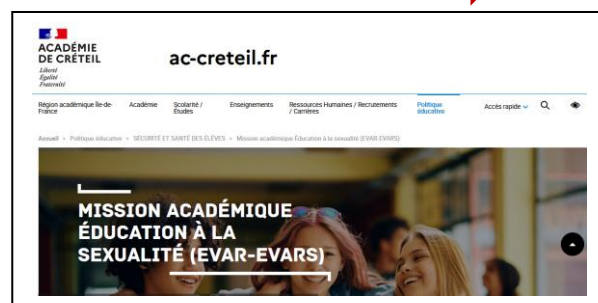 ACADÉMIE
DE CRÉTEIL
Liberté
Égalité
Fraternité
ac-creteil.fr
Région académique Île-de-
France
Académie
Scolarité /
Études
Enseignements
Ressources Humaines / Recrutements
/ Carrières
Politique
éducative
Accès rapide
Accueil > Politique éducative > SÉCURITÉ ET SANTÉ DES ÉLÈVES > Mission académique Éducation à la sexualité (EVAR-EVARS)
MISSION ACADÉMIQUE
ÉDUCATION À LA
SEXUALITÉ (EVAR-EVARS)